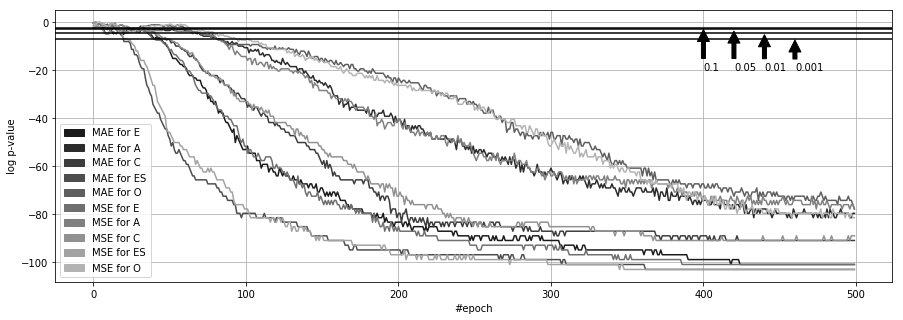 0
−20
−40
−60
−80
−100
log p-value
0.1
0.05
0.01
0.001
MAE for E
MAE for A
MAE for C
MAE for ES
MAE for O
MSE for E
MSE for A
MSE for C
MSE for ES
MSE for O
0
100
200
300
400
500
#epoch